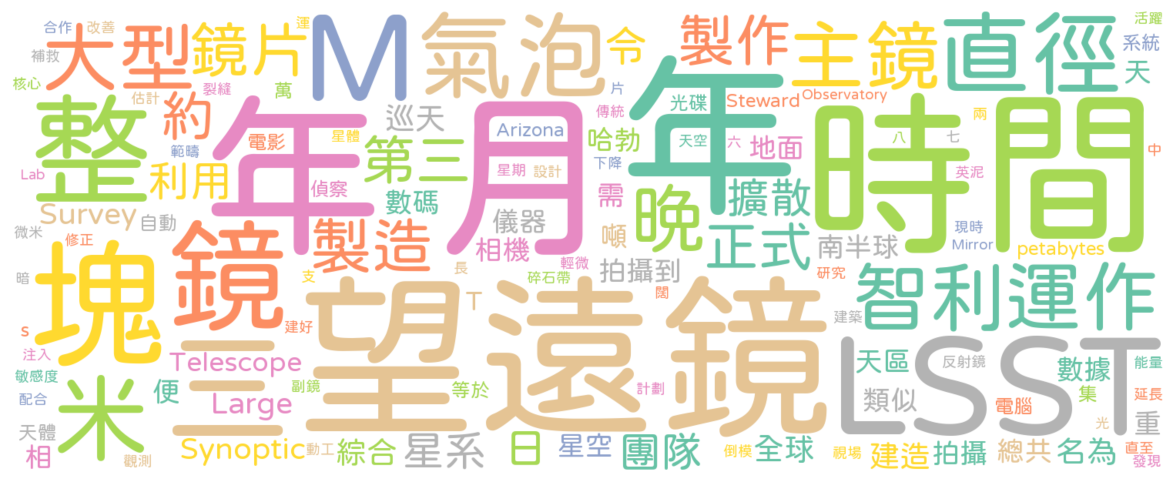 合作 改善 運 大型 鏡片 M 氣泡 令 製作 主鏡 直徑 活躍 系統 天
補救 核心 估計 裂縫 萬 片 光碟 Steward Observatory
整 約 年 月 巡天 傳統 年 時間 兩
範疇 電影 星體 第三 Arizona 哈勃 天空 六 地面 八 七 中
Lab 利用 偵察 數碼 星期 設計 下降 需 晚 擴散 英泥
Survey 自動 儀器
微米 修正 鏡 製造 相機 輕微 噸 正式 南半球 現時 Mirror petabytes
暗 塊 支 長 碎石帶 拍攝到 研究
三 望遠鏡 T 闊 智利 運作
s 建好 建築
注入 米 Telescope LSST 天區 反射鏡 能量
敏感度 便 副鏡 等於 計劃 數據
配合 Large 類似 電腦 集 延長
天體 Synoptic 動工 綜合 星系 日 星空 團隊 倒模 全球 視場 建造 拍攝 總共 名為 光 重 直至
相 觀測 發現